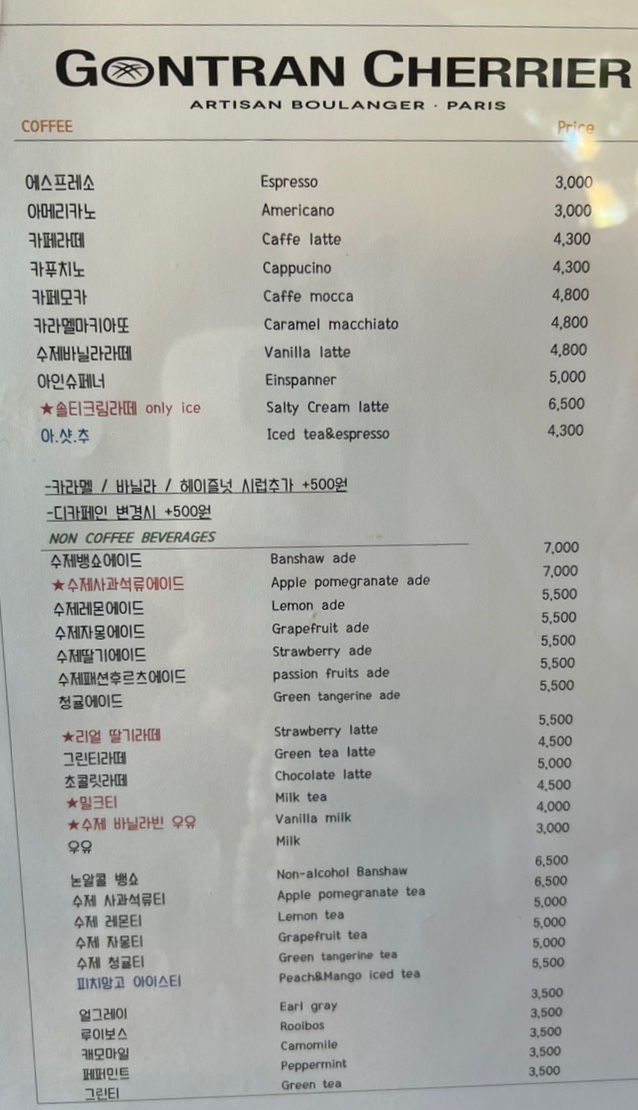 GONTRAN CHERRIER
ARTISAN BOULANGER · PARIS
COFFEE Price
에스프레소 Espresso 3,000
아메리카노 Americano 3,000
카페라떼 Caffe latte 4,300
카푸치노 Cappucino 4,300
카페모카 Caffe mocca 4,800
카라멜마키아또 Caramel macchiato 4,800
수제바닐라라떼 Vanilla latte 4,800
아인슈페너 Einspanner 5,000
★솔티크림라떼 only ice Salty Cream latte 6,500
아.샷.추 Iced tea&espresso 4,300
-카라멜 / 바닐라 / 헤이즐넛 시럽추가 +500원
-디카페인 변경시 +500원
NON COFFEE BEVERAGES
수제뱅쇼에이드 Banshaw ade 7,000
★수제사과석류에이드 Apple pomegranate ade 7,000
수제레몬에이드 Lemon ade 5,500
수제자몽에이드 Grapefruit ade 5,500
수제딸기에이드 Strawberry ade 5,500
수제패션후르츠에이드 passion fruits ade 5,500
청귤에이드 Green tangerine ade 5,500
★리얼 딸기라떼 Strawberry latte 5,500
그린티라떼 Green tea latte 4,500
초콜릿라떼 Chocolate latte 5,000
★밀크티 Milk tea 4,500
★수제 바닐라빈 우유 Vanilla milk 4,000
우유 Milk 3,000
논알콜 뱅쇼 Non-alcohol Banshaw 6,500
수제 사과석류티 Apple pomegranate tea 6,500
수제 레몬티 Lemon tea 5,000
수제 자몽티 Grapefruit tea 5,000
수제 청귤티 Green tangerine tea 5,000
피치망고 아이스티 Peach&Mango iced tea 5,500
얼그레이 Earl gray 3,500
루이보스 Rooibos 3,500
캐모마일 Camomile 3,500
페퍼민트 Peppermint 3,500
그린티 Green tea 3,500